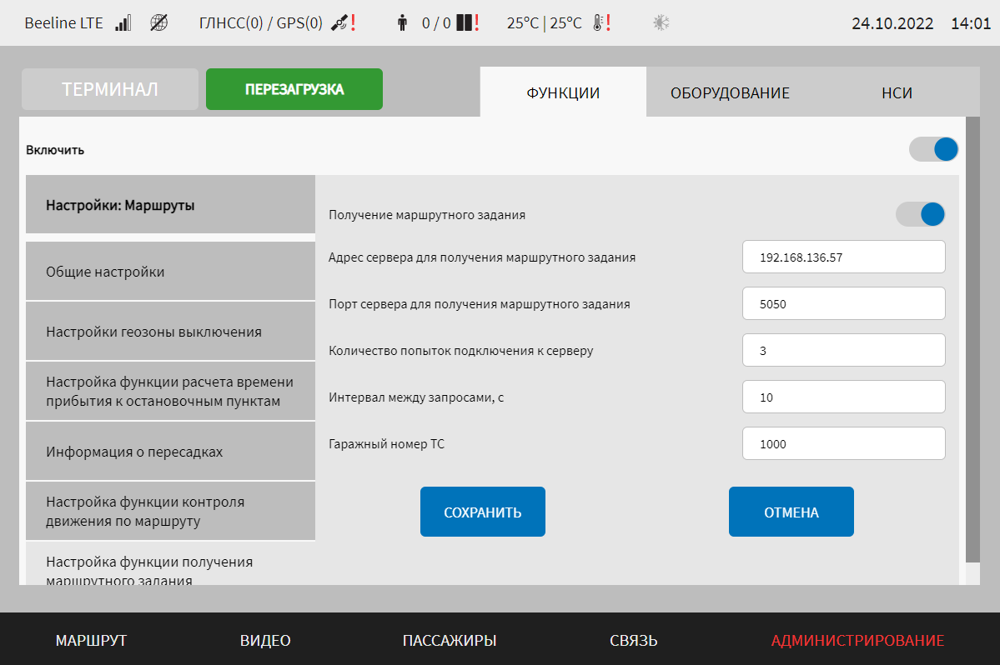 Beeline LTE ГЛНСС(0) / GPS(0) ! 0 / 0 ! 25°C | 25°C ! 24.10.2022 14:01
ТЕРМИНАЛ ПЕРЕЗАГРУЗКА ФУНКЦИИ ОБОРУДОВАНИЕ НСИ
Включить
Настройки: Маршруты
Общие настройки
Настройки геозоны выключения
Настройка функции расчета времени
прибытия к остановочным пунктам
Информация о пересадках
Настройка функции контроля
движения по маршруту
Настройка функции получения
маршрутного задания
Получение маршрутного задания
Адрес сервера для получения маршрутного задания 192.168.136.57
Порт сервера для получения маршрутного задания 5050
Количество попыток подключения к серверу 3
Интервал между запросами, с 10
Гаражный номер ТС 1000
СОХРАНИТЬ ОТМЕНА
МАРШРУТ ВИДЕО ПАССАЖИРЫ СВЯЗЬ АДМИНИСТРИРОВАНИЕ